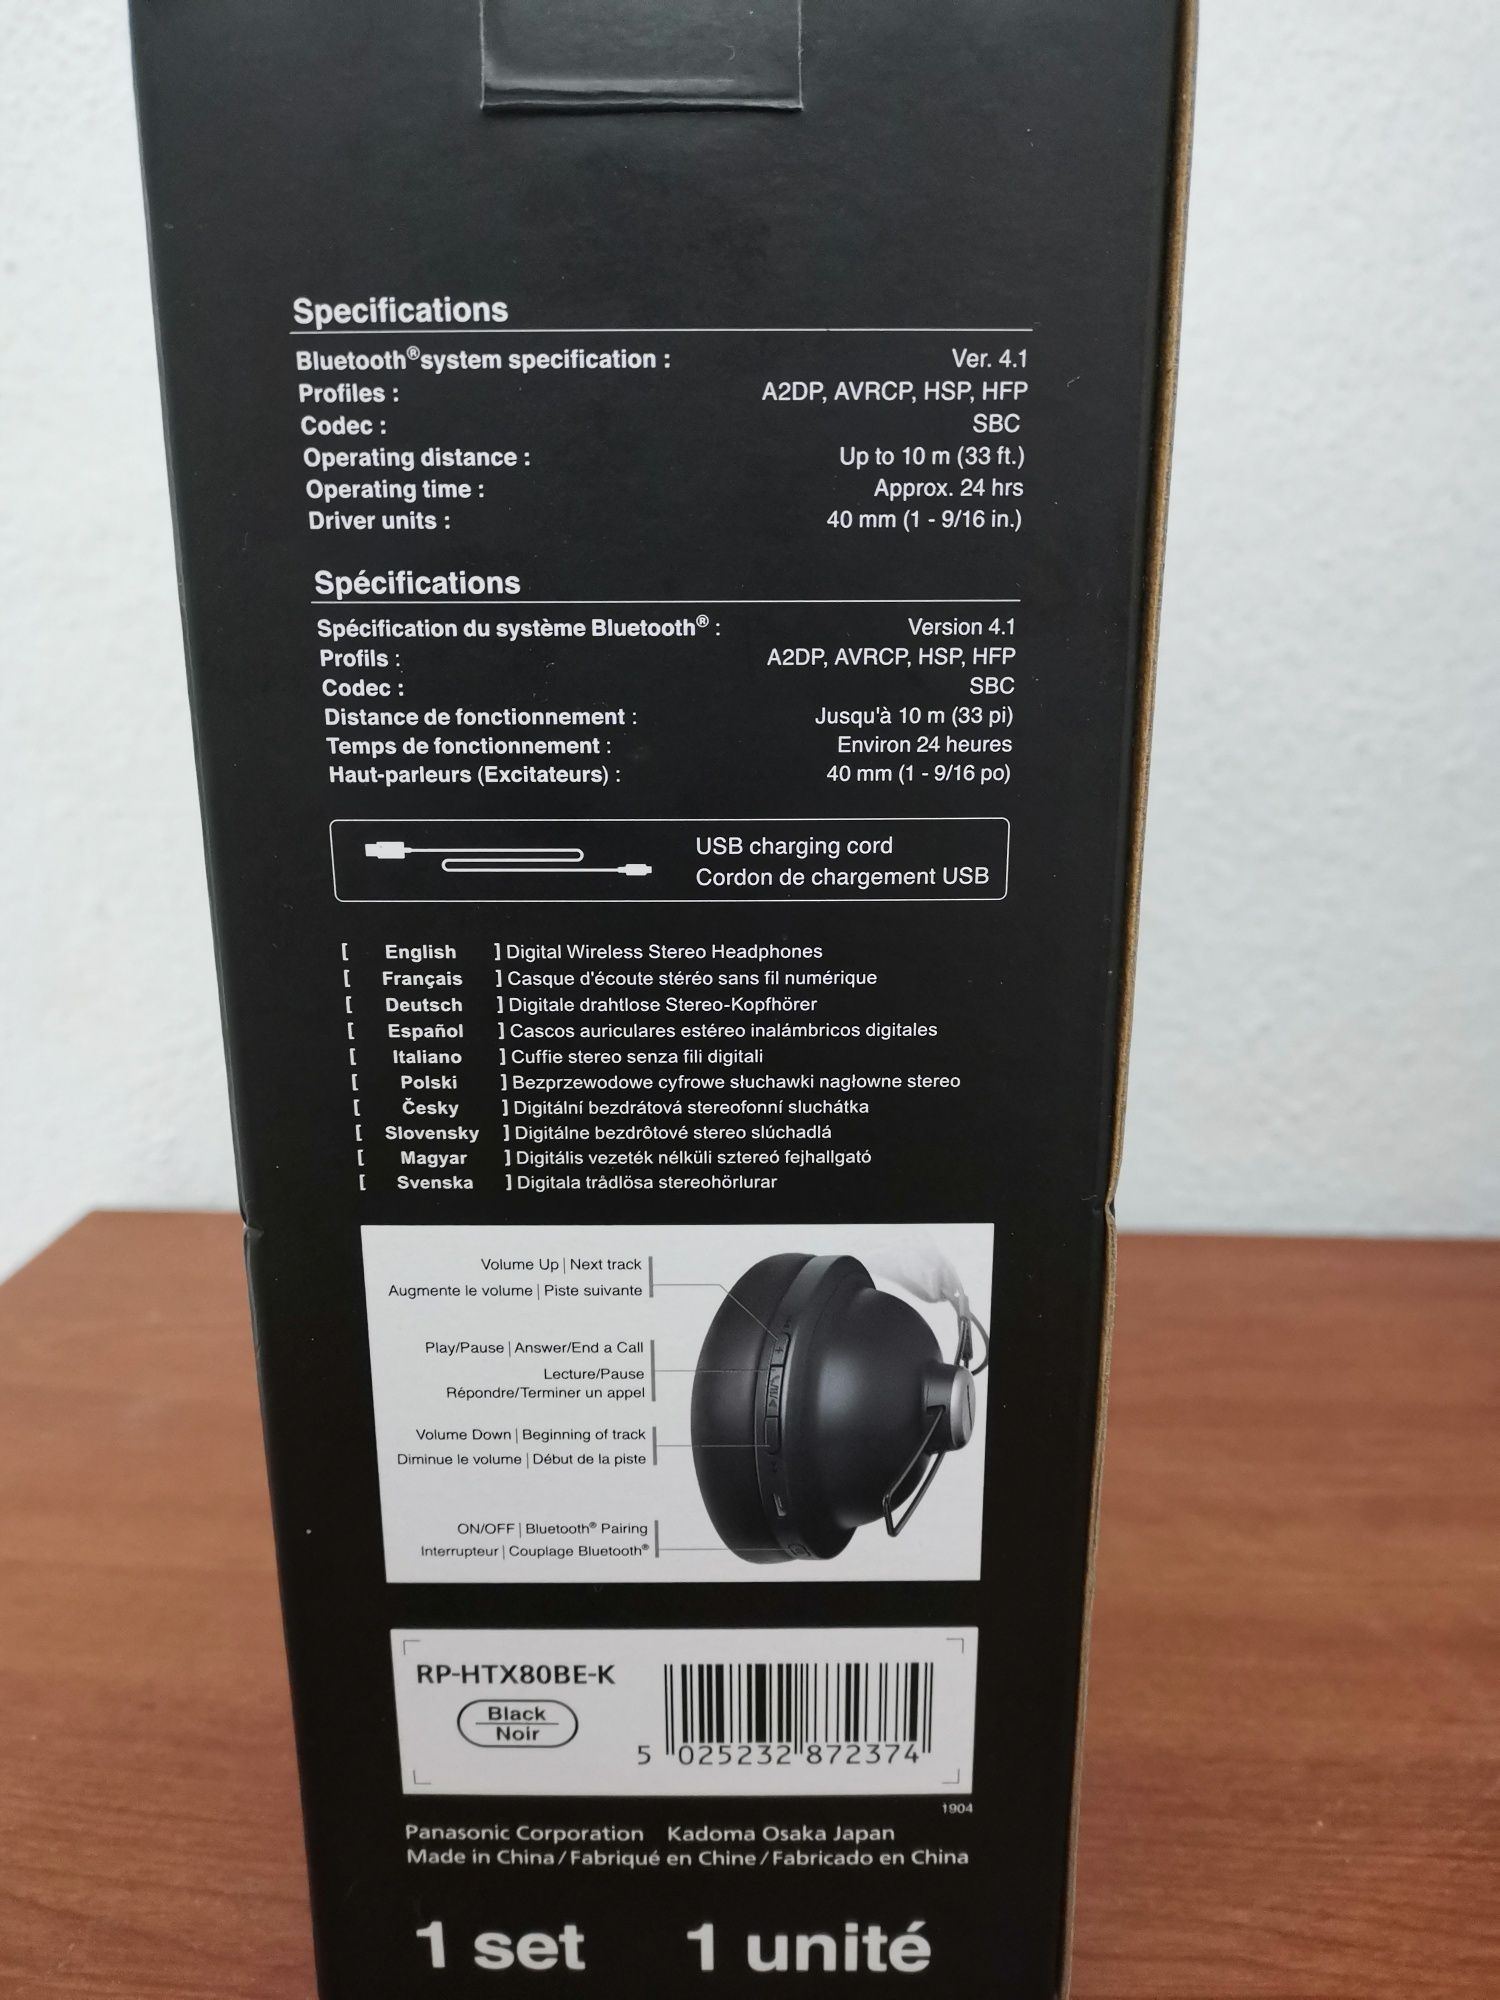 Specifications
Bluetooth®system specification : Ver. 4.1
Profiles : A2DP, AVRCP, HSP, HFP
Codec : SBC
Operating distance : Up to 10 m (33 ft.)
Operating time : Approx. 24 hrs
Driver units : 40 mm (1 - 9/16 in.)
Spécifications
Spécification du système Bluetooth® : Version 4.1
Profils : A2DP, AVRCP, HSP, HFP
Codec : SBC
Distance de fonctionnement : Jusqu'à 10 m (33 pi)
Temps de fonctionnement : Environ 24 heures
Haut-parleurs (Excitateurs) : 40 mm (1 - 9/16 po)
USB charging cord
Cordon de chargement USB
[ English ] Digital Wireless Stereo Headphones
[ Français ] Casque d'écoute stéréo sans fil numérique
[ Deutsch ] Digitale drahtlose Stereo-Kopfhörer
[ Español ] Cascos auriculares estéreo inalámbricos digitales
[ Italiano ] Cuffie stereo senza fili digitali
[ Polski ] Bezprzewodowe cyfrowe słuchawki nagłowne stereo
[ Česky ] Digitální bezdrátová stereofonní sluchátka
[ Slovensky ] Digitálne bezdrôtové stereo slúchadlá
[ Magyar ] Digitális vezeték nélküli sztereó fejhallgató
[ Svenska ] Digitala trådlösa stereohörlurar
Volume Up | Next track
Augmente le volume | Piste suivante
Play/Pause | Answer/End a Call
Lecture/Pause
Répondre/Terminer un appel
Volume Down | Beginning of track
Diminue le volume | Début de la piste
ON/OFF | Bluetooth® Pairing
Interrupteur | Couplage Bluetooth®
RP-HTX80BE-K
Black
Noir
5 025232 872374
1904
Panasonic Corporation Kadoma Osaka Japan
Made in China/Fabriqué en Chine/Fabricado en China
1 set 1 unité